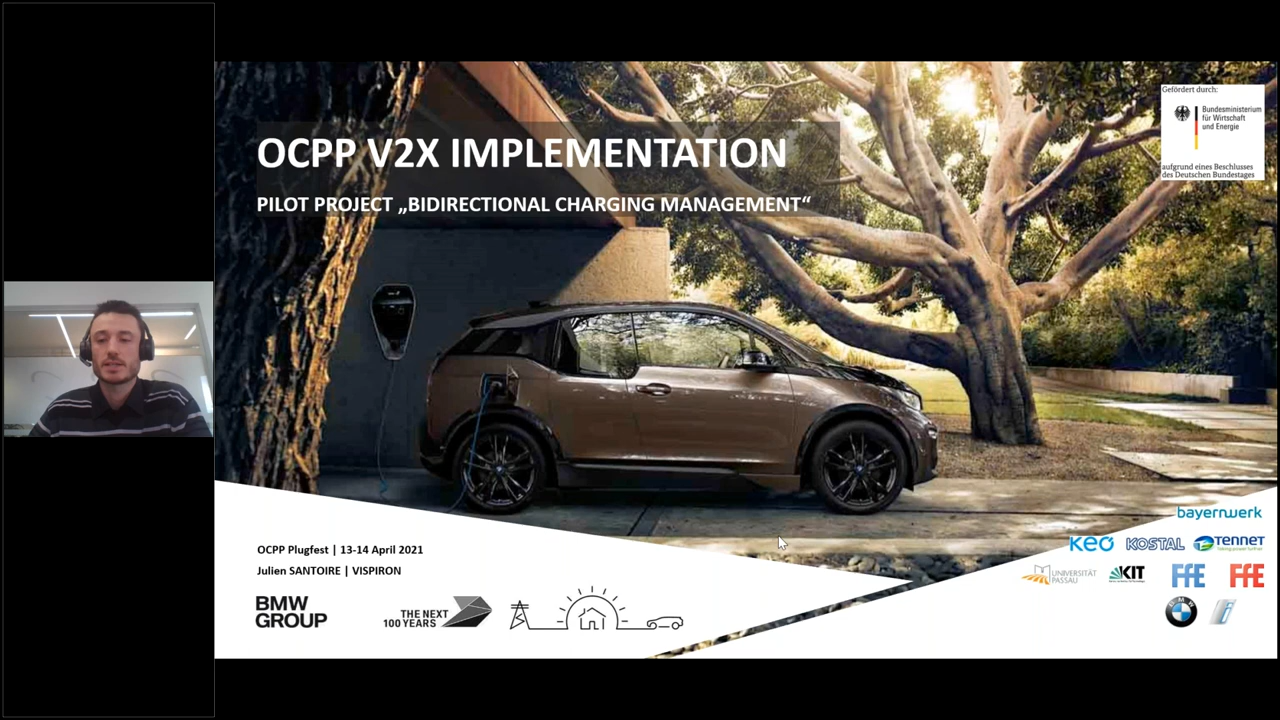 OCPP V2X IMPLEMENTATION
PILOT PROJECT „BIDIRECTIONAL CHARGING MANAGEMENT“
Gefördert durch:
Bundesministerium
für Wirtschaft
und Energie
aufgrund eines Beschlusses
des Deutschen Bundestages
OCPP Plugfest | 13-14 April 2021
Julien SANTOIRE | VISPIRON
BMW
GROUP
THE NEXT
100 YEARS
bayernwerk
KEO KOSTAL TENNET
UNIVERSITÄT
PASSAU
KIT FfE FfE
BMW i